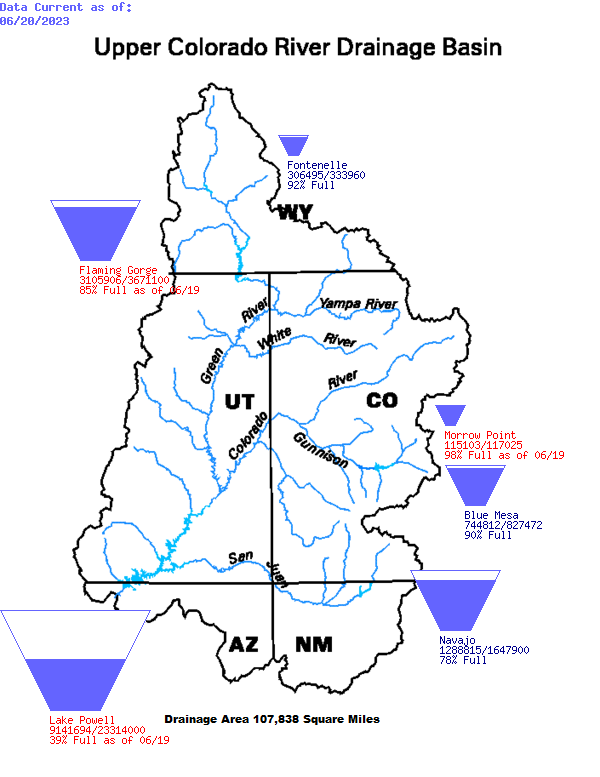 Data Current as of:
06/20/2023
Upper Colorado River Drainage Basin
Fontenelle
306495/333960
92% Full
WY
Flaming Gorge
3105906/3671100
85% Full as of 06/19
Yampa River
River
White
River
Green
River
UT
CO
Colorado
Gunnison
Morrow Point
115103/117025
98% Full as of 06/19
Blue Mesa
744812/827472
90% Full
San
Juan
AZ
NM
Navajo
1288815/1647900
78% Full
Lake Powell
9141694/23314000
39% Full as of 06/19
Drainage Area 107,838 Square Miles